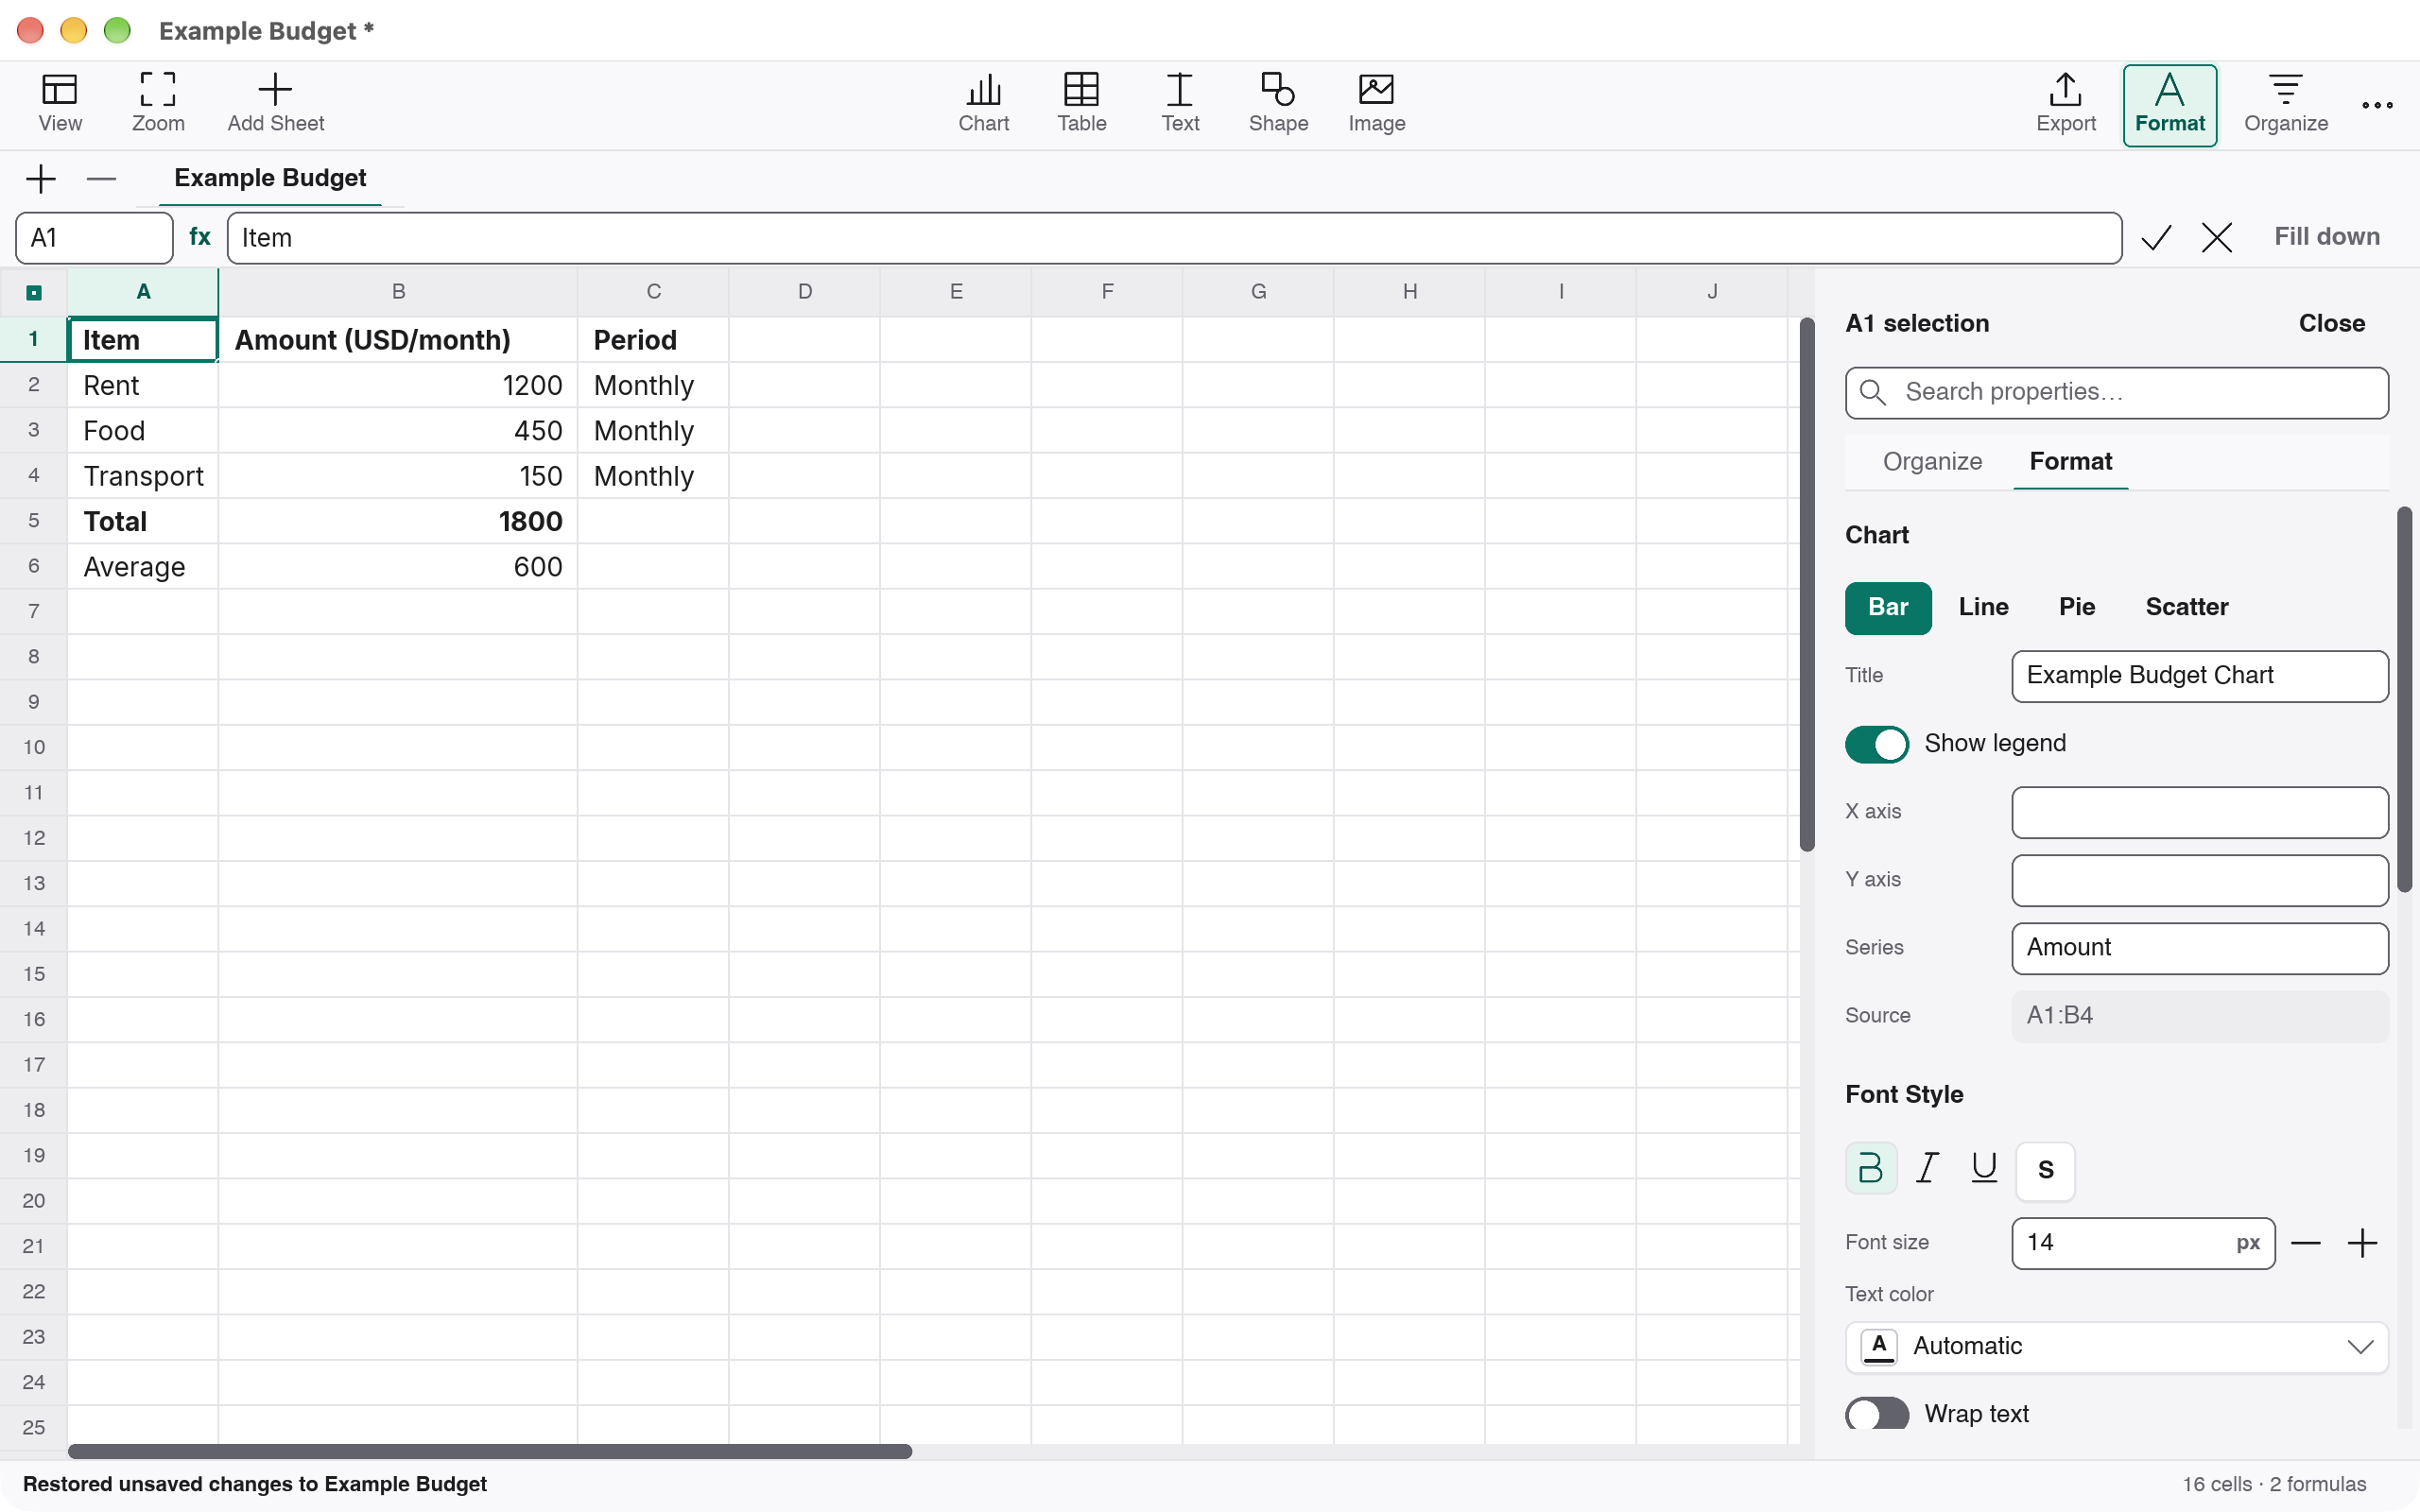 Example Budget *
View Zoom Add Sheet Chart Table Text Shape Image Export Format Organize
Example Budget
A1 fx Item Fill down
A B C D E F G H I J
1 Item Amount (USD/month) Period
2 Rent 1200 Monthly
3 Food 450 Monthly
4 Transport 150 Monthly
5 Total 1800
6 Average 600
7
8
9
10
11
12
13
14
15
16
17
18
19
20
21
22
23
24
25
A1 selection Close
Search properties…
Organize Format
Chart
Bar Line Pie Scatter
Title Example Budget Chart
Show legend
X axis
Y axis
Series Amount
Source A1:B4
Font Style
B I U S
Font size 14 px
Text color
A Automatic
Wrap text
Restored unsaved changes to Example Budget 16 cells · 2 formulas